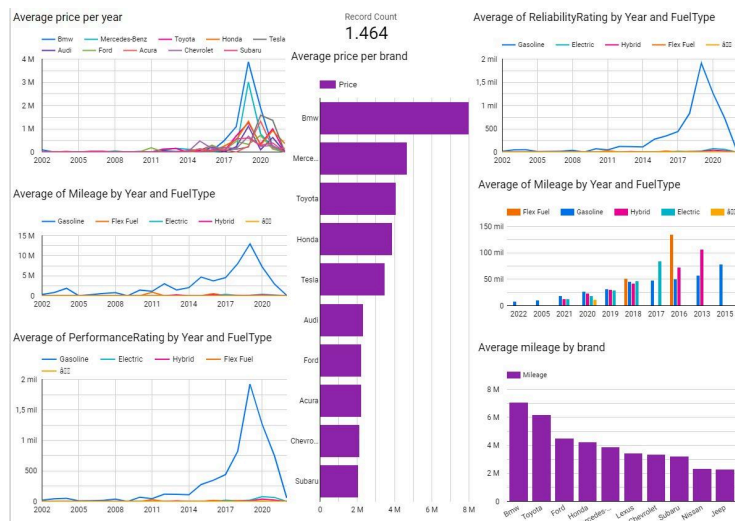 Average price per year
Bmw Mercedes-Benz Toyota Honda Tesla
Audi Ford Acura Chevrolet Subaru
4 M
3 M
2 M
1 M
0
2002 2005 2008 2011 2014 2017 2020
Average of Mileage by Year and FuelType
Gasoline Flex Fuel Electric Hybrid â
15 M
10 M
5 M
0
2002 2005 2008 2011 2014 2017 2020
Average of PerformanceRating by Year and FuelType
Gasoline Electric Hybrid Flex Fuel
â
2 mil
1,5 mil
1 mil
500
0
2002 2005 2008 2011 2014 2017 2020
Record Count
1.464
Average price per brand
Price
Bmw
Merce...
Toyota
Honda
Tesla
Audi
Ford
Acura
Chevro...
Subaru
0 2 M 4 M 6 M 8 M
Average of ReliabilityRating by Year and FuelType
Gasoline Electric Hybrid Flex Fuel â
2 mil
1,5 mil
1 mil
500
0
2002 2005 2008 2011 2014 2017 2020
Average of Mileage by Year and FuelType
Flex Fuel Gasoline Hybrid Electric â
150 mil
100 mil
50 mil
0
2022 2005 2021 2020 2019 2018 2017 2016 2013 2015
Average mileage by brand
Mileage
8 M
6 M
4 M
2 M
0
Bmw Toyota Ford Honda Mercedes-... Lexus Chevrolet Subaru Nissan Jeep